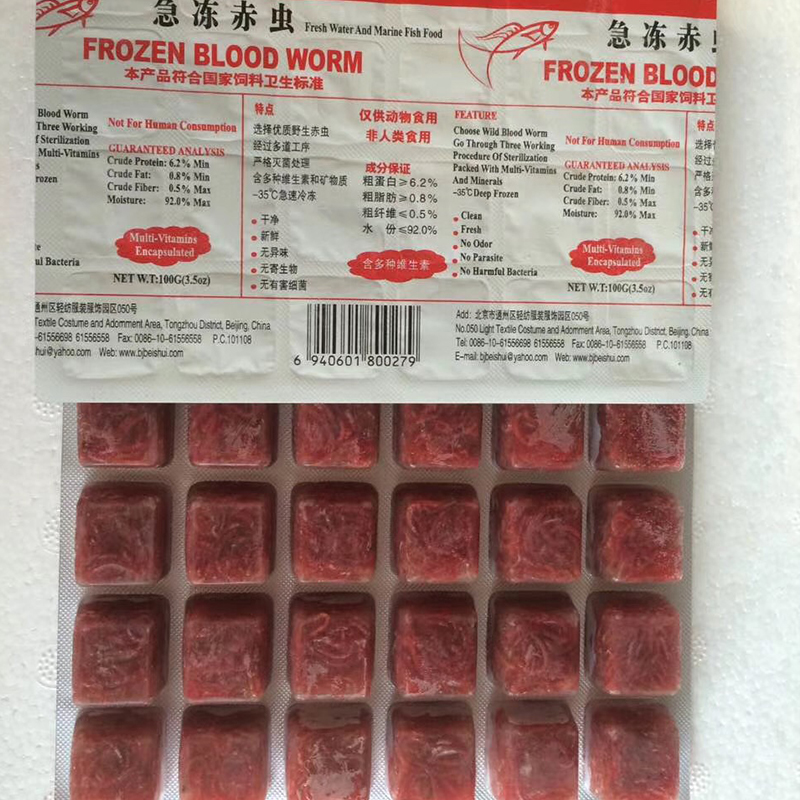 急冻赤虫 Fresh Water And Marine Fish Food
FROZEN BLOOD WORM
本产品符合国家饲料卫生标准
Blood Worm
Three Working
f Sterilization
Multi-Vitamins
s
rozen
Not For Human Consumption
GUARANTEED ANALYSIS
Crude Protein: 6.2% Min
Crude Fat: 0.8% Min
Crude Fiber: 0.5% Max
Moisture: 92.0% Max
Multi-Vitamins
Encapsulated
ul Bacteria
NET W.T:100G(3.5oz)
特点
选择优质野生赤虫
经过多道工序
严格灭菌处理
含多种维生素和矿物质
-35℃急速冷冻
干净
新鲜
无异味
无寄生物
无有害细菌
仅供动物食用
非人类食用
成分保证
粗蛋白≥6.2%
粗脂肪≥0.8%
粗纤维≤0.5%
水 份≤92.0%
含多种维生素
急冻赤
FROZEN BLOOD
本产品符合国家饲料卫
FEATURE
Choose Wild Blood Worm
Go Through Three Working
Procedure Of Sterilization
Packed With Multi-Vitamins
And Minerals
-35℃ Deep Frozen
Clean
Fresh
No Odor
No Parasite
No Harmful Bacteria
Not For Human Consumption
GUARANTEED ANALYSIS
Crude Protein: 6.2% Min
Crude Fat: 0.8% Min
Crude Fiber: 0.5% Max
Moisture: 92.0% Max
Multi-Vitamins
Encapsulated
NET W.T:100G(3.5oz)
特点
选择
经过
严格
含多
-35℃
干
新
无
无
无有
通州区轻纺服装服饰园区050号
Textile Costume and Adornment Area, Tongzhou District, Beijing, China
-61556698 61556558 Fax: 0086-10-61556558 P.C.101108
hui@yahoo.com Web: www.bjbeishui.com
6 940601 800279
Add: 北京市通州区轻纺服装服饰园区050号
No.050 Light Textile Costume and Adornment Area, Tongzhou District, Beijing, China
Tel: 0086-10-61556698 61556558 Fax: 0086-10-61556558 P.C.101108
E-mail: bjbeishui@yahoo.com Web: www.bjbeishui.com